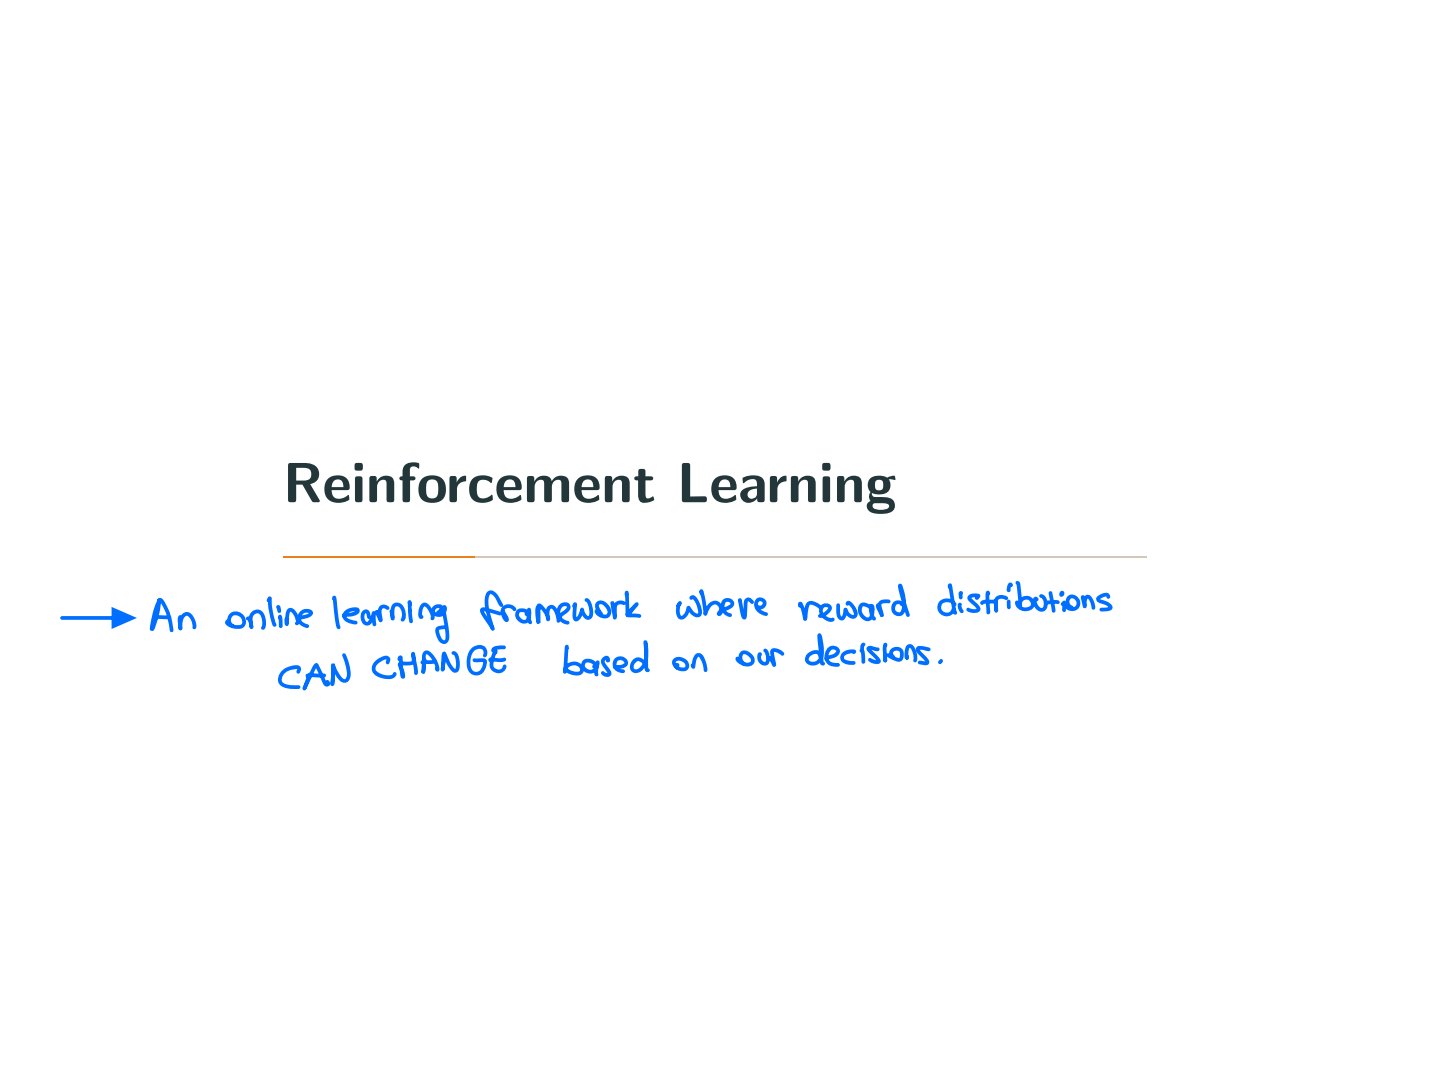 Reinforcement Learning
An online learning framework where reward distributions
CAN CHANGE based on our decisions.